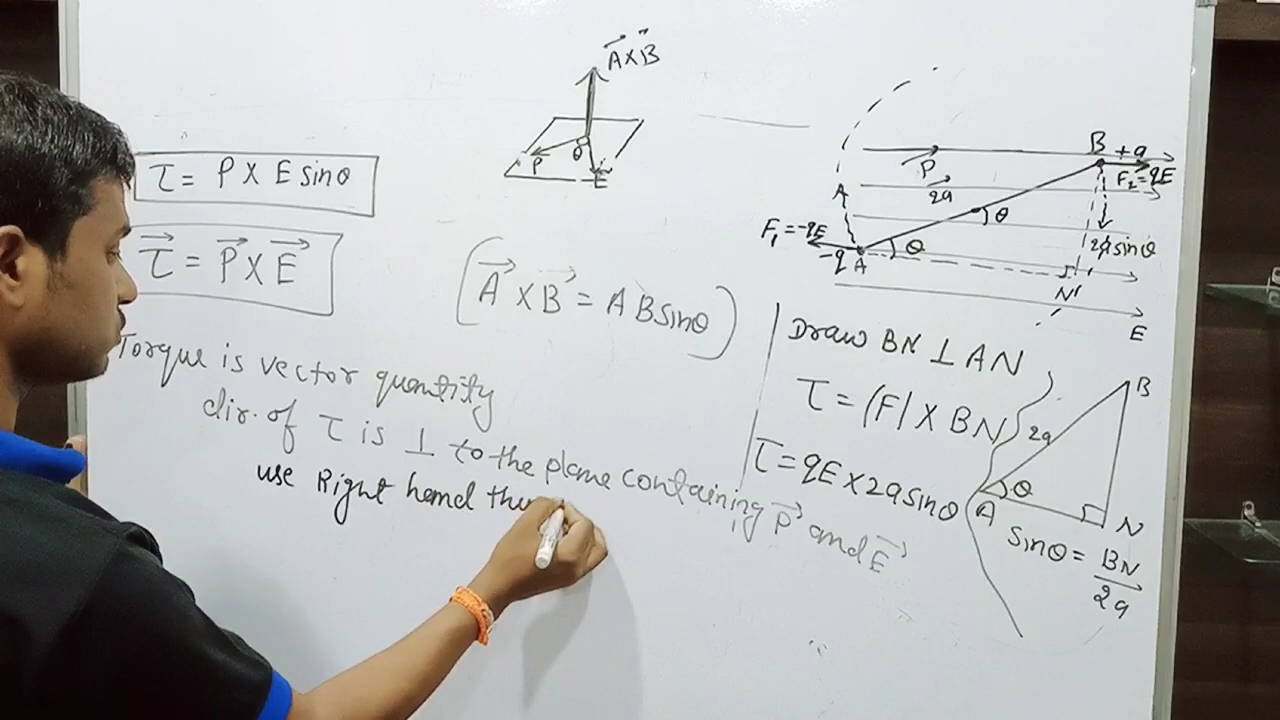 A⃗ X B⃗
P
θ
E
τ = P X E sinθ
τ⃗ = P⃗ X E⃗
(A⃗ X B⃗ = A B sinθ)
Torque is vector quantity
dir. of τ is ⊥ to the plane containing P⃗ and E⃗
use Right hand thu
B +q
P⃗
F₂=qE
A
2a
θ
F₁=-qE
θ
2a sinθ
-q A
N
E
Draw BN ⊥ AN
τ = |F| X BN
τ = qE X 2a sinθ
B
2a
θ
A
N
sinθ = BN/2a